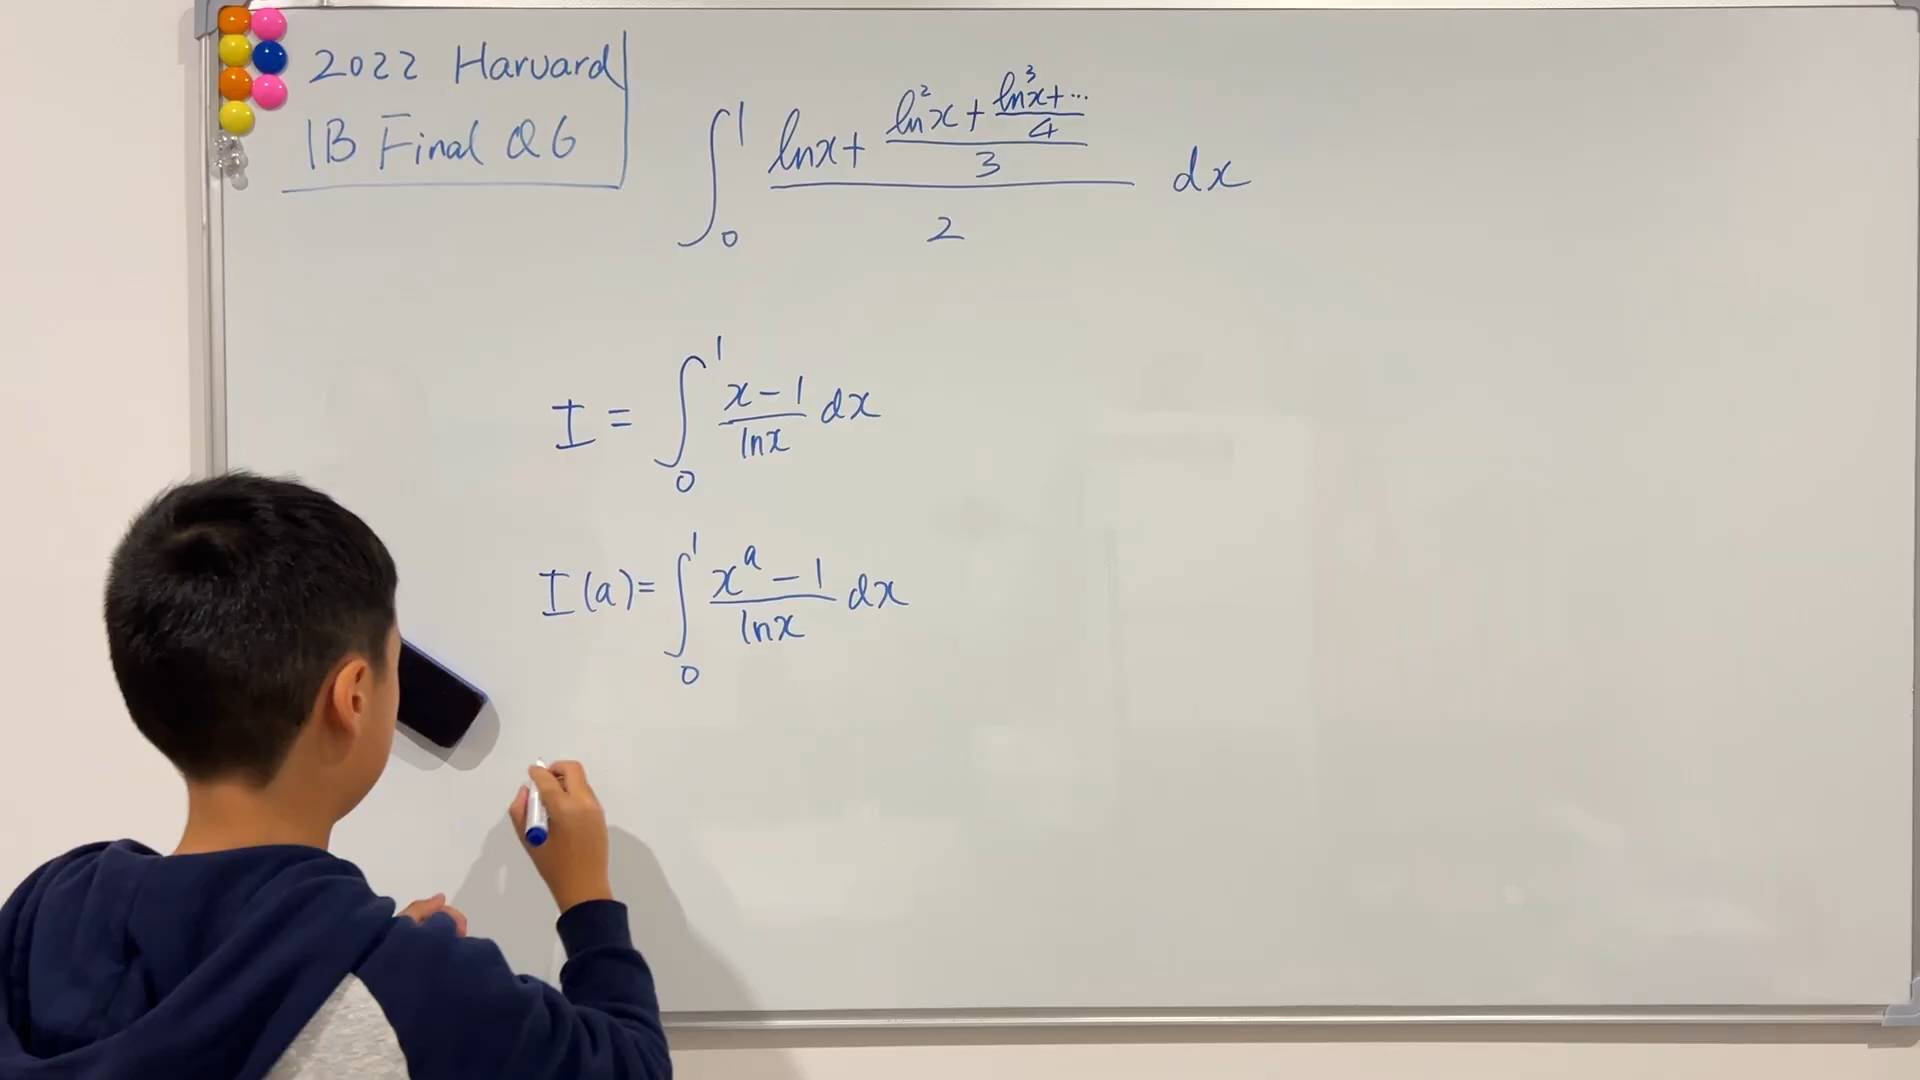 2022 Harvard
1B Final Q6
∫₀¹ (lnx + (ln²x + (ln³x + ···)/4)/3)/2 dx
I = ∫₀¹ (x-1)/lnx dx
I(a) = ∫₀¹ (xᵃ-1)/lnx dx